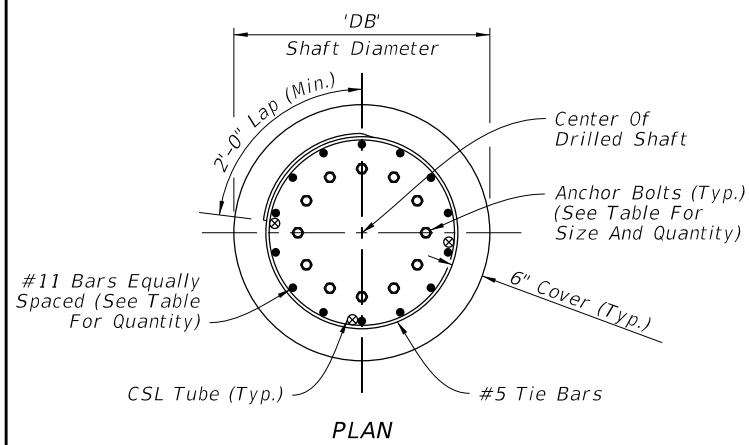 'DB'
Shaft Diameter
2'-0" Lap (Min.)
Center Of
Drilled Shaft
Anchor Bolts (Typ.)
(See Table For
Size And Quantity)
#11 Bars Equally
Spaced (See Table
For Quantity)
6" Cover (Typ.)
CSL Tube (Typ.)
#5 Tie Bars
PLAN